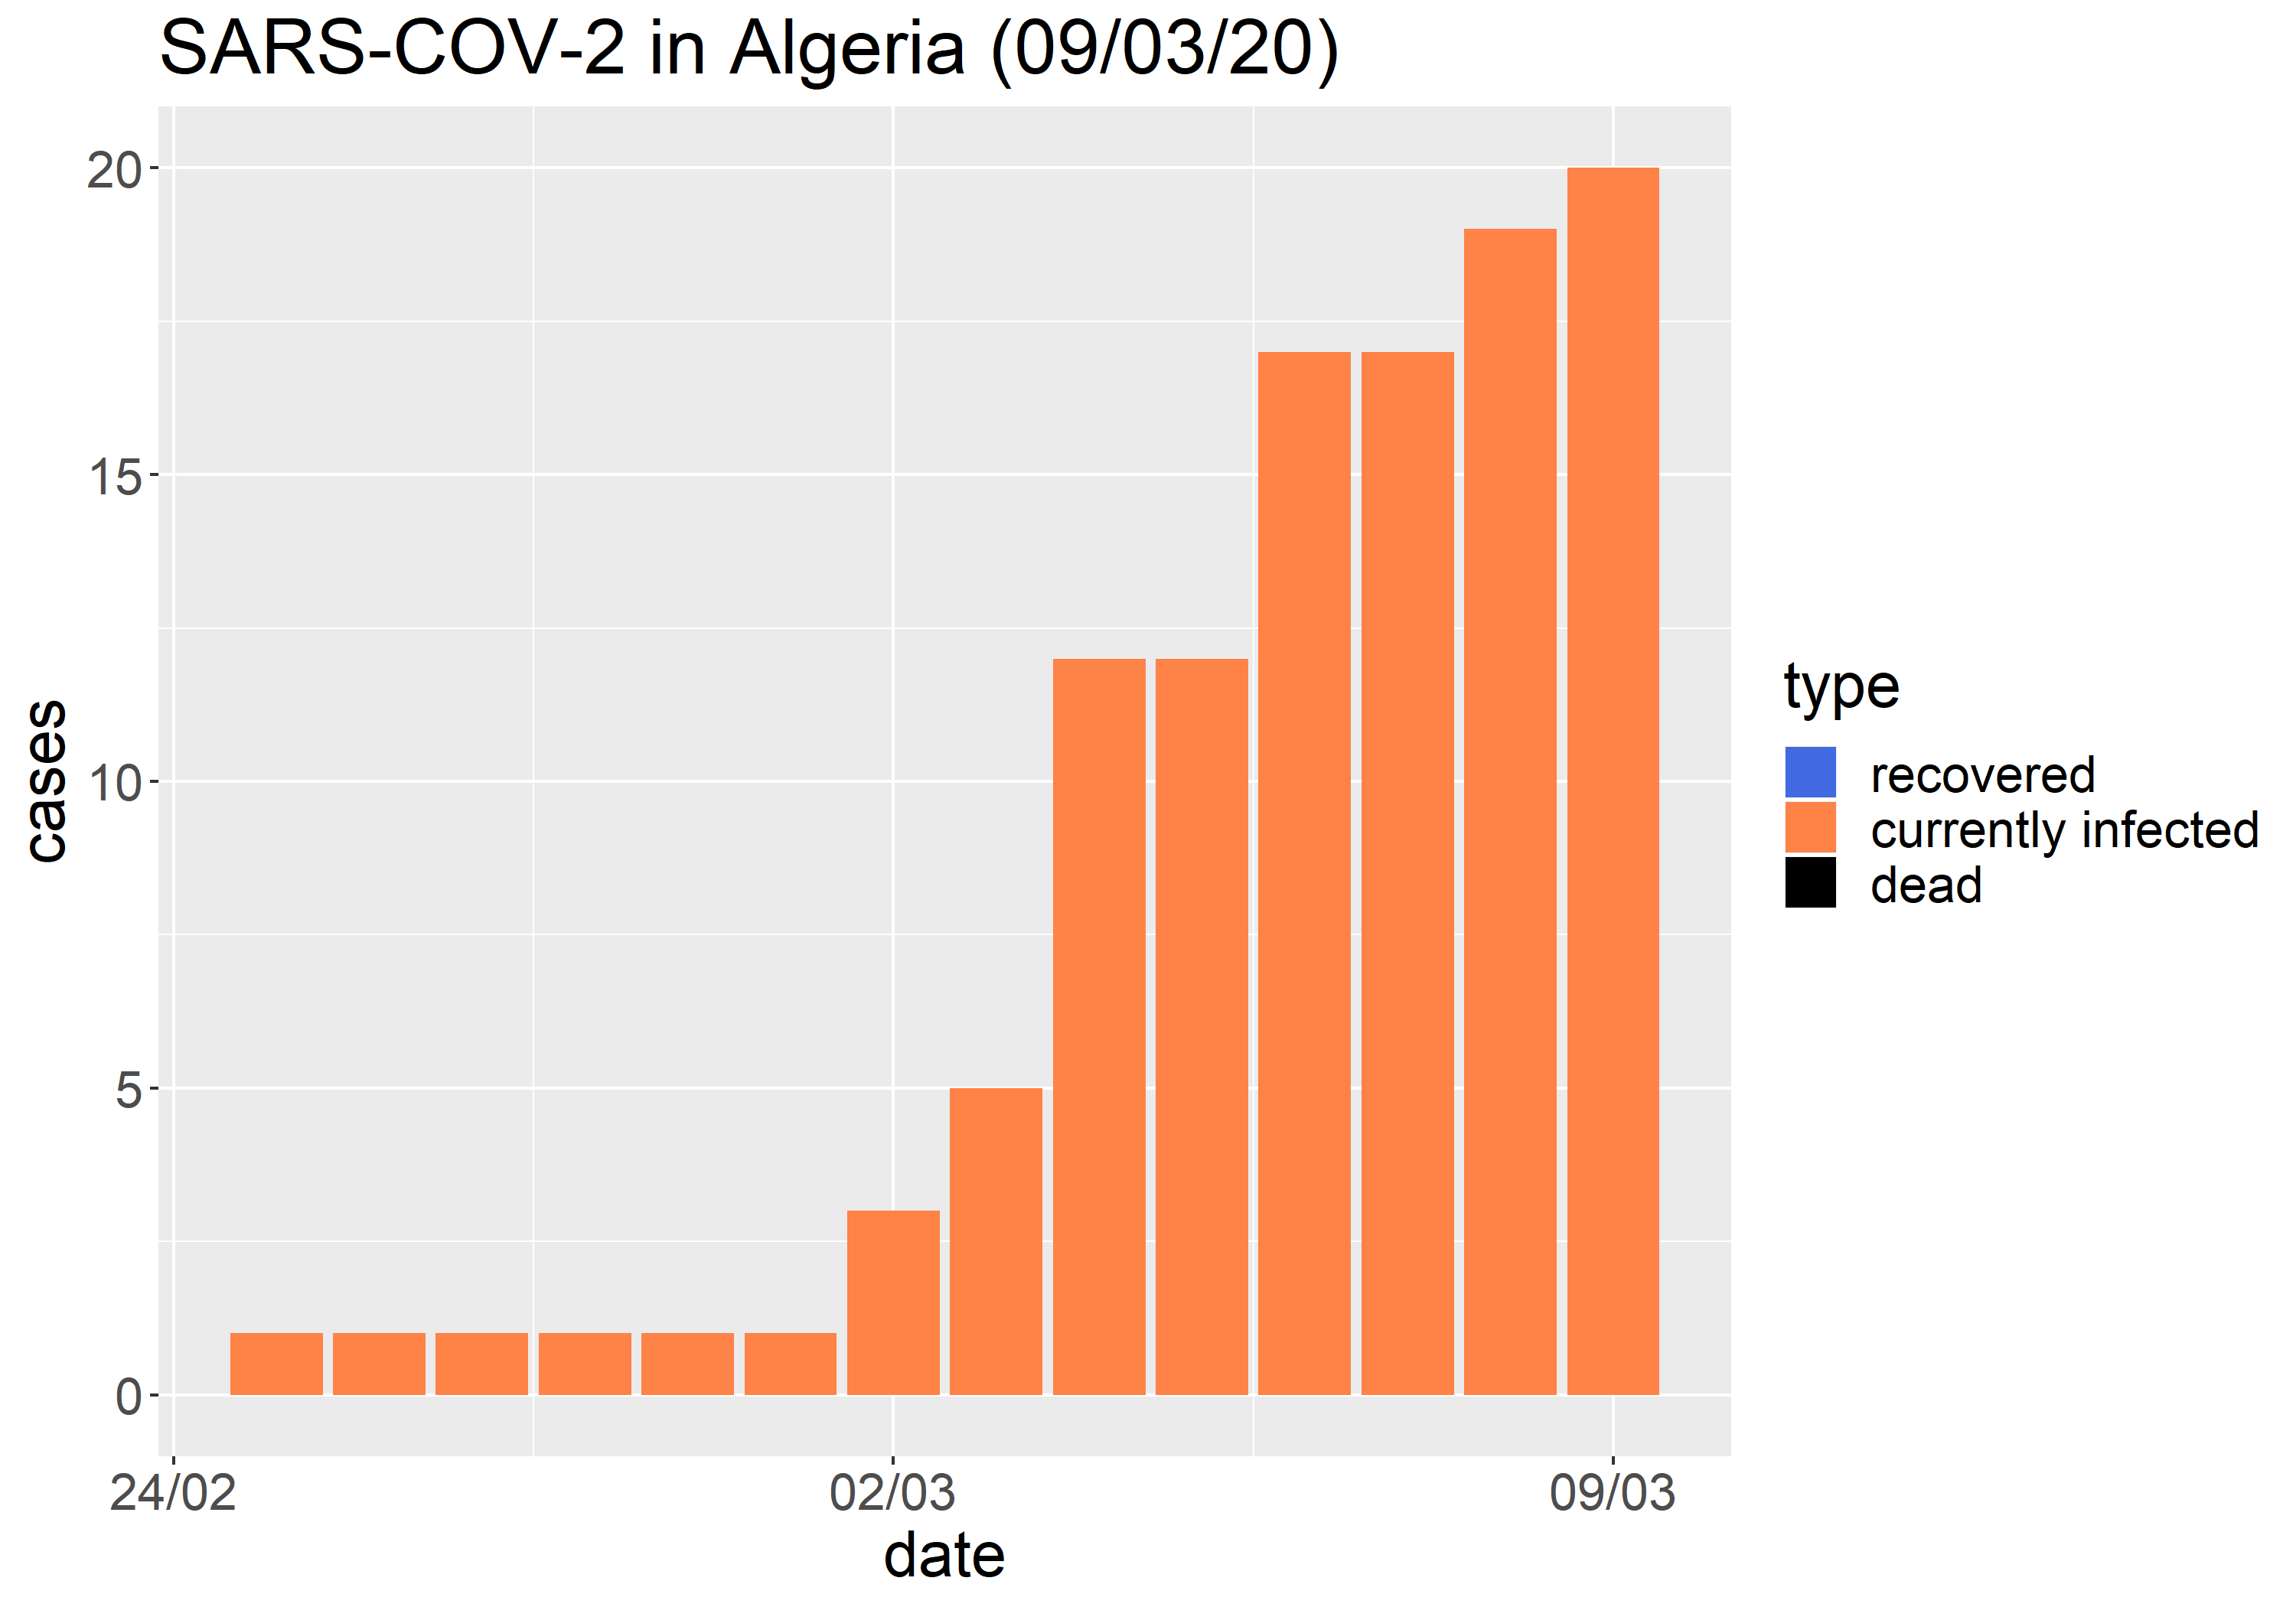 SARS-COV-2 in Algeria (09/03/20)
20
15
10
5
0
cases
24/02
02/03
09/03
date
type
recovered
currently infected
dead